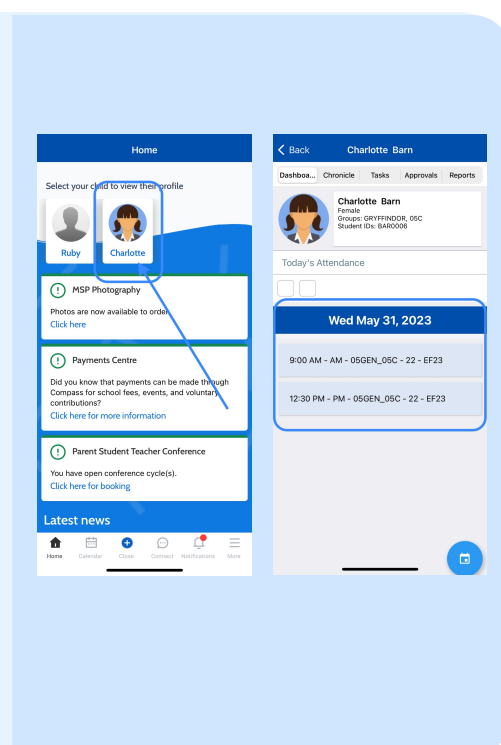 Home
Select your child to view their profile
Ruby
Charlotte
MSP Photography
Photos are now available to order
Click here
Payments Centre
Did you know that payments can be made through
Compass for school fees, events, and voluntary
contributions?
Click here for more information
Parent Student Teacher Conference
You have open conference cycle(s).
Click here for booking
Latest news
Home
Calendar
Close
Connect
Notifications
More
Back
Charlotte Barn
Dashboa...
Chronicle
Tasks
Approvals
Reports
Charlotte Barn
Female
Groups: GRYFFINDOR, 05C
Student IDs: BAR0006
Today's Attendance
Wed May 31, 2023
9:00 AM - AM - 05GEN_05C - 22 - EF23
12:30 PM - PM - 05GEN_05C - 22 - EF23